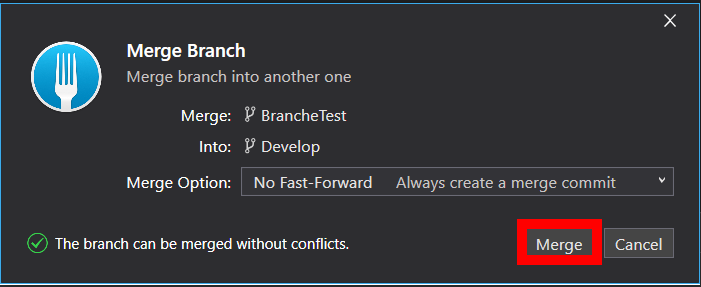 Merge Branch
Merge branch into another one
Merge: BrancheTest
Into: Develop
Merge Option: No Fast-Forward Always create a merge commit
The branch can be merged without conflicts. Merge Cancel